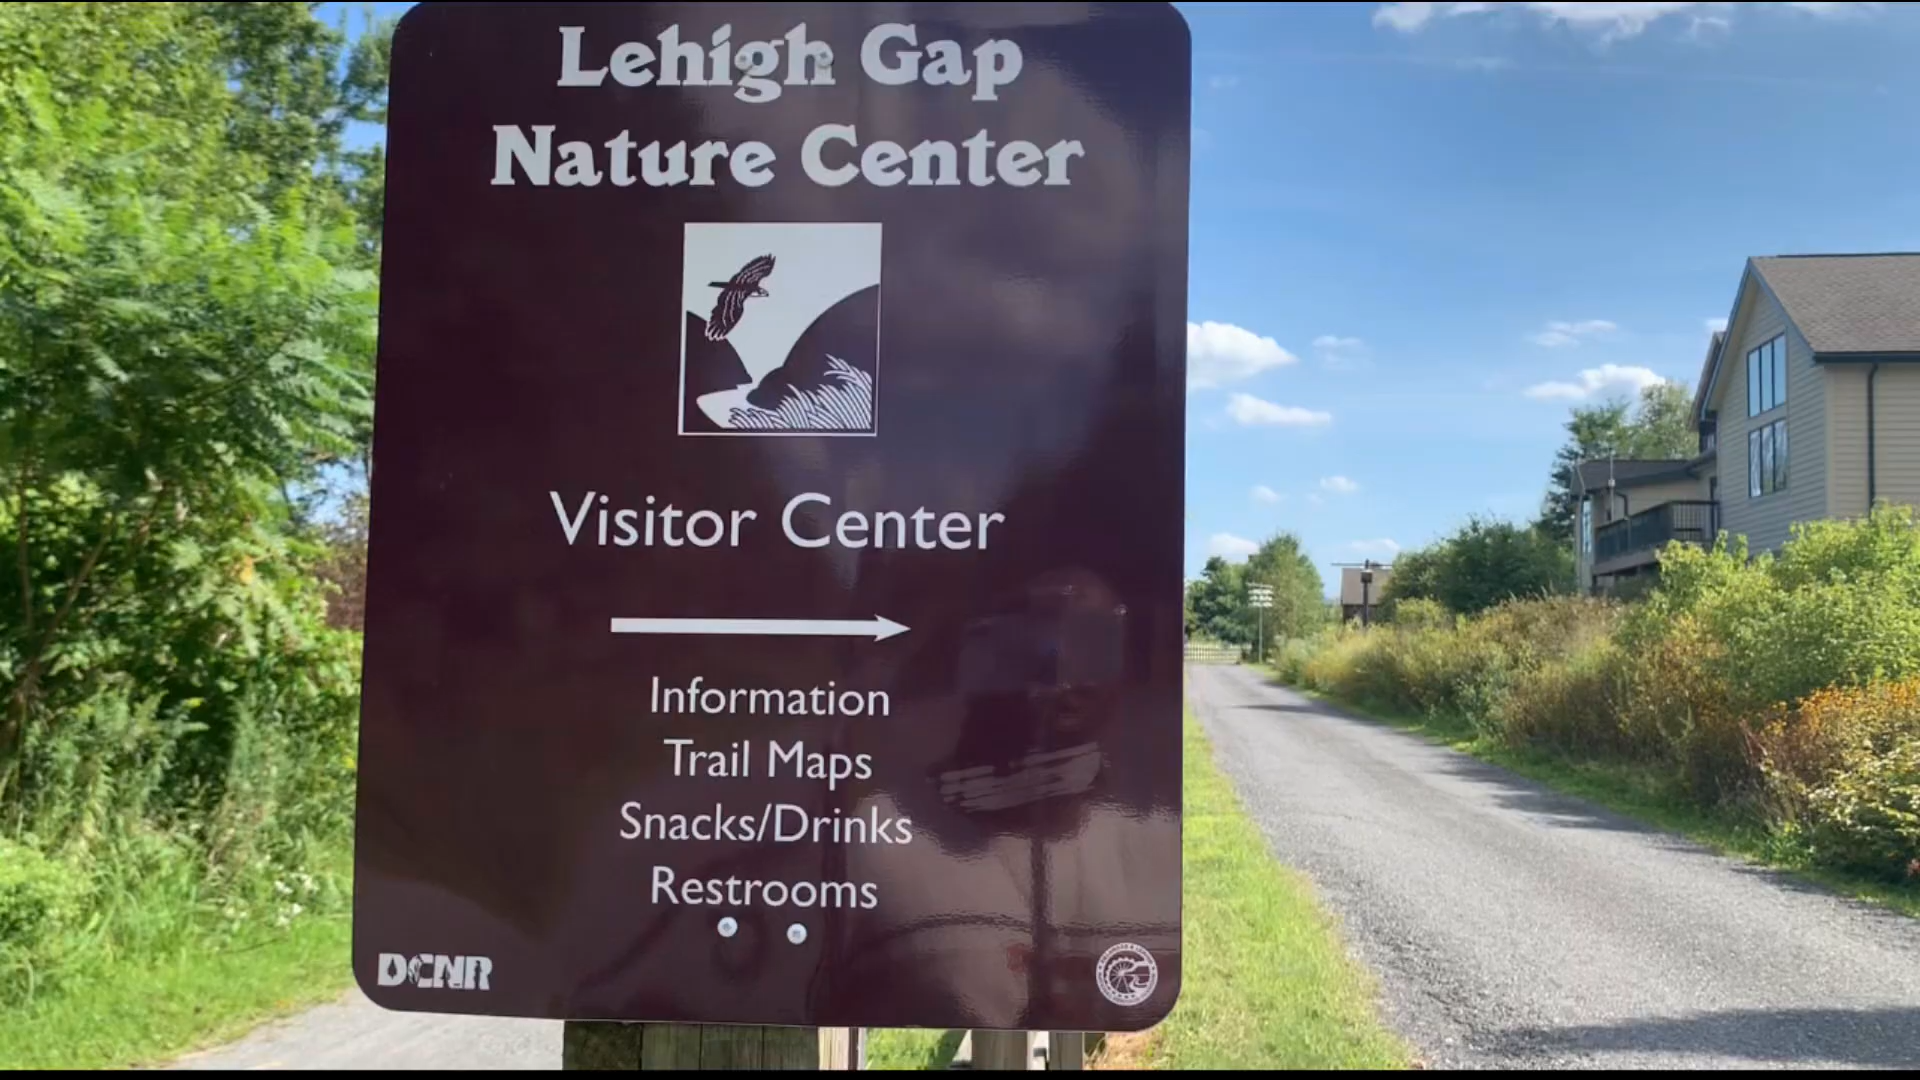 Lehigh Gap
Nature Center
Visitor Center
Information
Trail Maps
Snacks/Drinks
Restrooms
DCNR